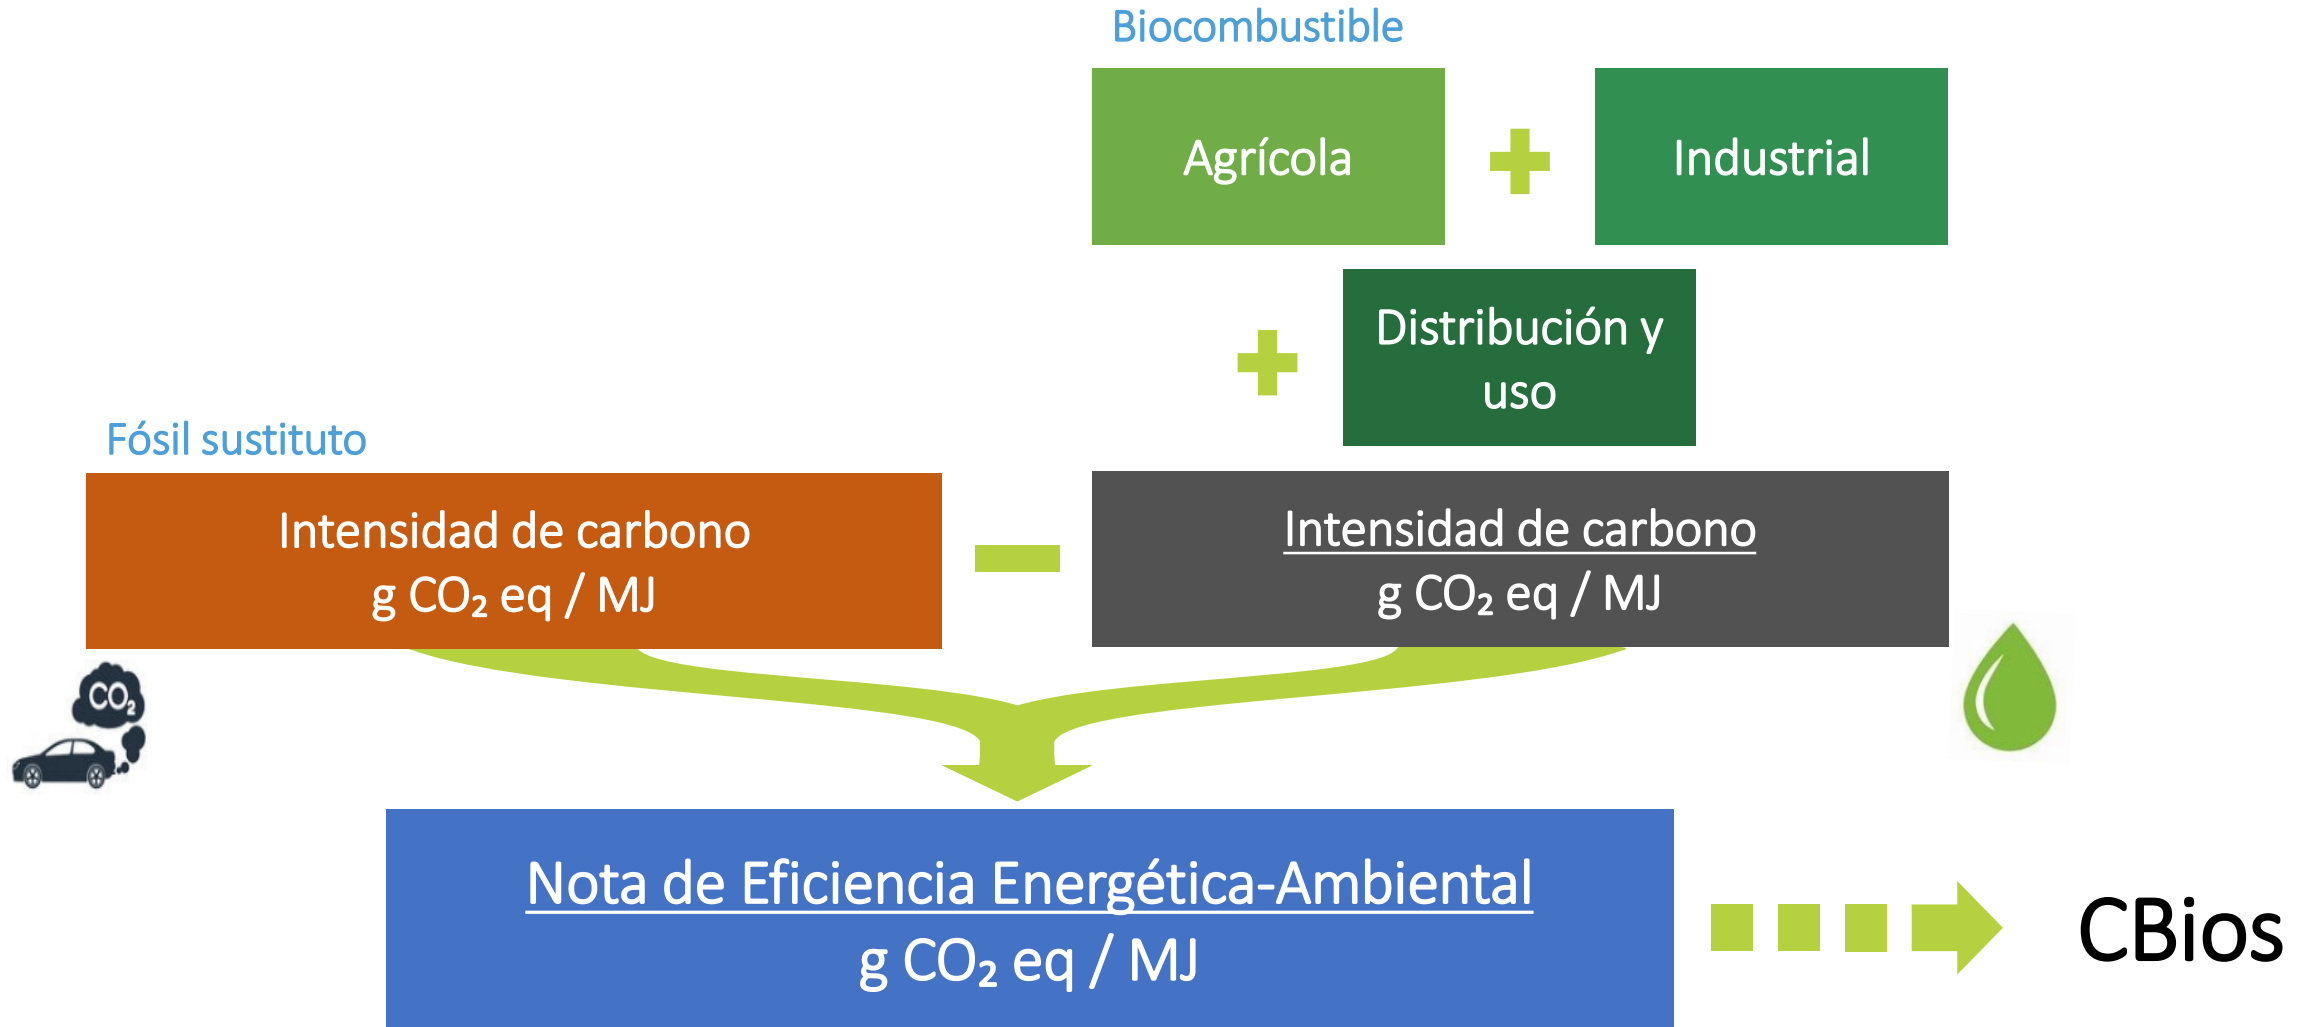 Biocombustible
Agrícola
Industrial
Distribución y
uso
Fósil sustituto
Intensidad de carbono
g CO₂ eq / MJ
Intensidad de carbono
g CO₂ eq / MJ
CO₂
Nota de Eficiencia Energética-Ambiental
g CO₂ eq / MJ
CBios